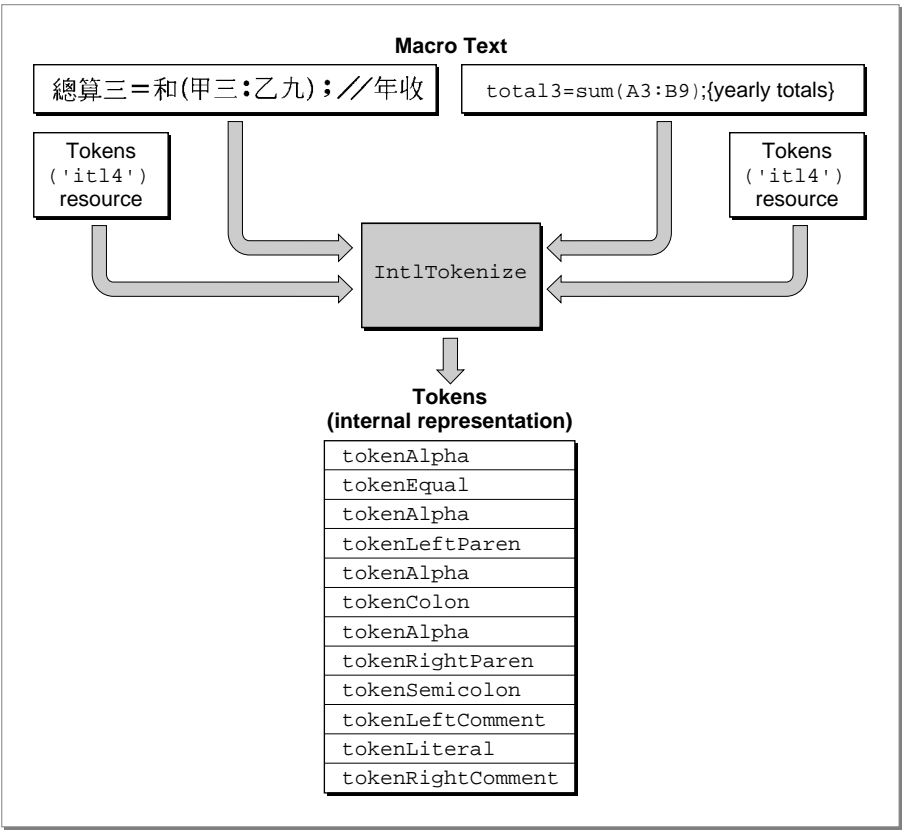 Macro Text
總算三=和(甲三:乙九);//年收
total3=sum(A3:B9);{yearly totals}
Tokens
('itl4')
resource
Tokens
('itl4')
resource
IntlTokenize
Tokens
(internal representation)
tokenAlpha
tokenEqual
tokenAlpha
tokenLeftParen
tokenAlpha
tokenColon
tokenAlpha
tokenRightParen
tokenSemicolon
tokenLeftComment
tokenLiteral
tokenRightComment